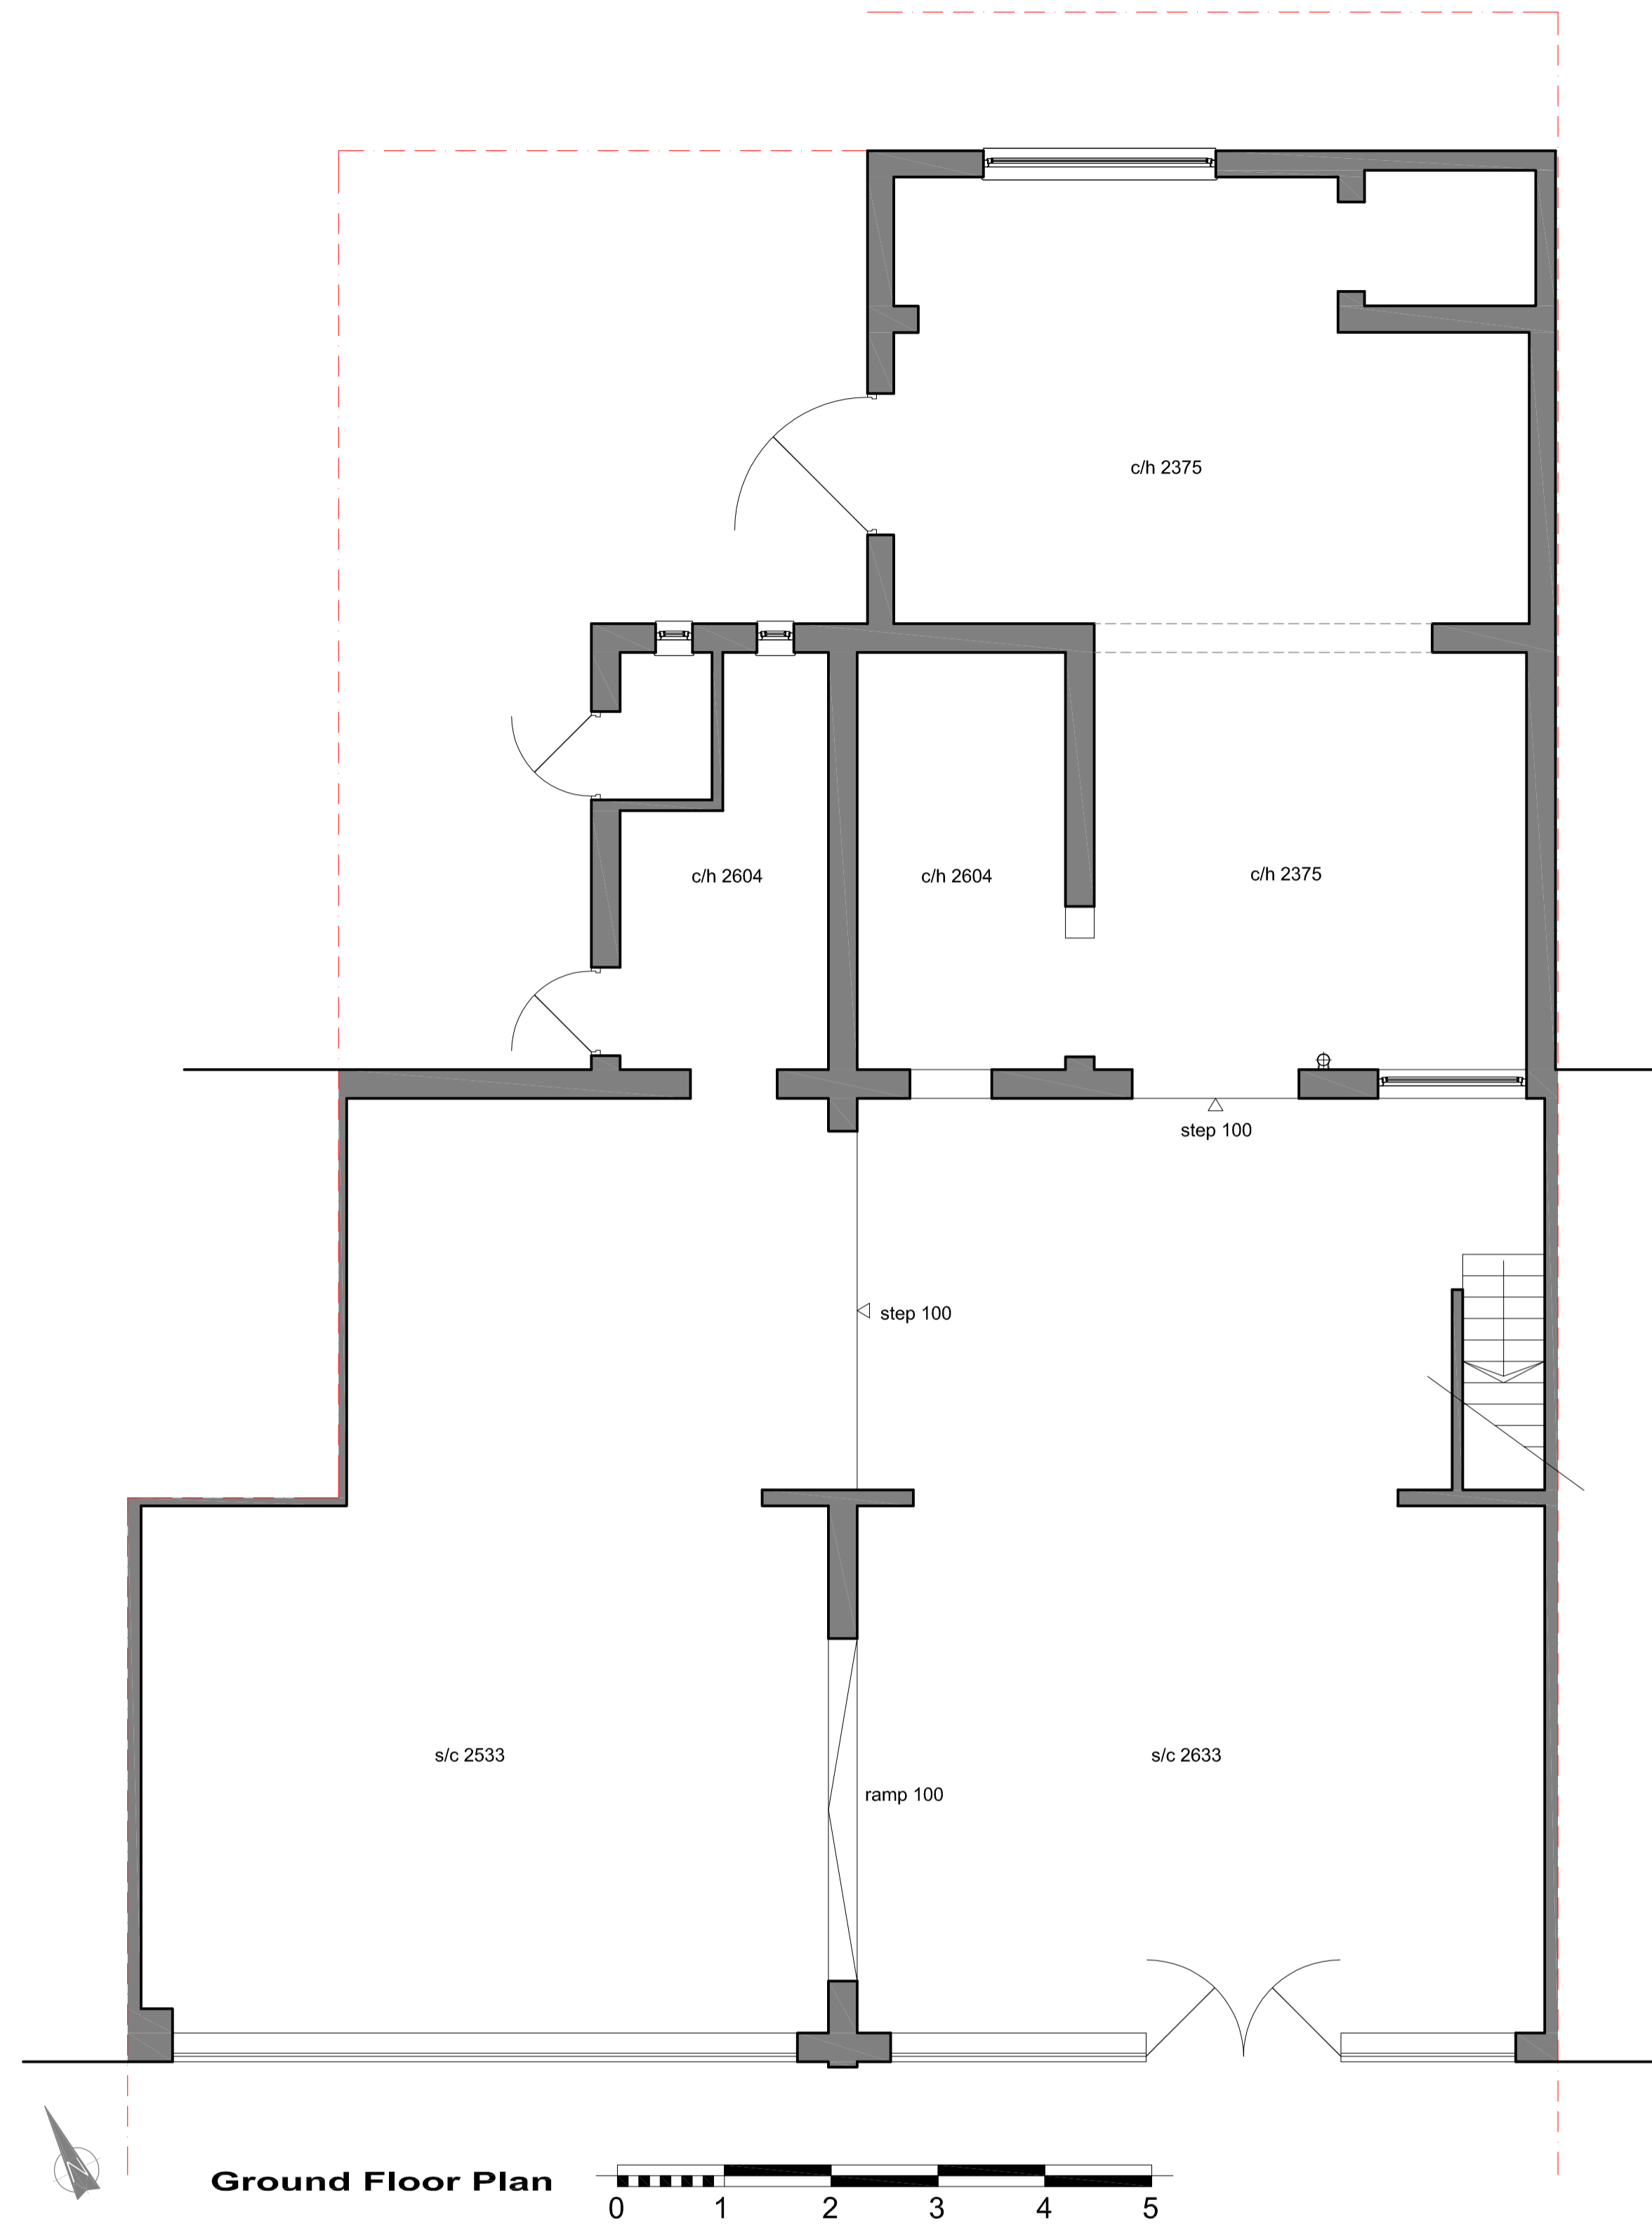 c/h 2375
c/h 2604
c/h 2604
c/h 2375
step 100
step 100
s/c 2533
s/c 2633
ramp 100
N
Ground Floor Plan
0 1 2 3 4 5